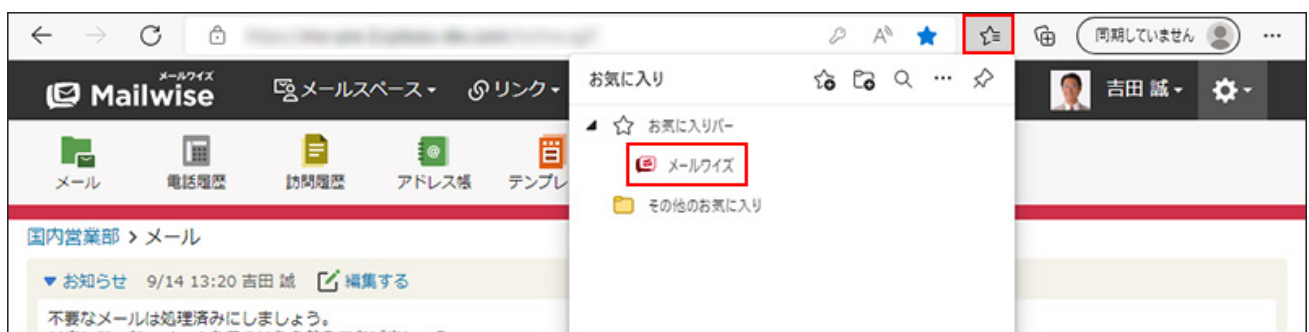 同期していません
メールワイズ
Mailwise
メールスペース
リンク
お気に入り
吉田 誠
お気に入りバー
メールワイズ
その他のお気に入り
メール
電話履歴
訪問履歴
アドレス帳
テンプレ
国内営業部 > メール
お知らせ 9/14 13:20 吉田 誠 編集する
不要なメールは処理済みにしましょう。